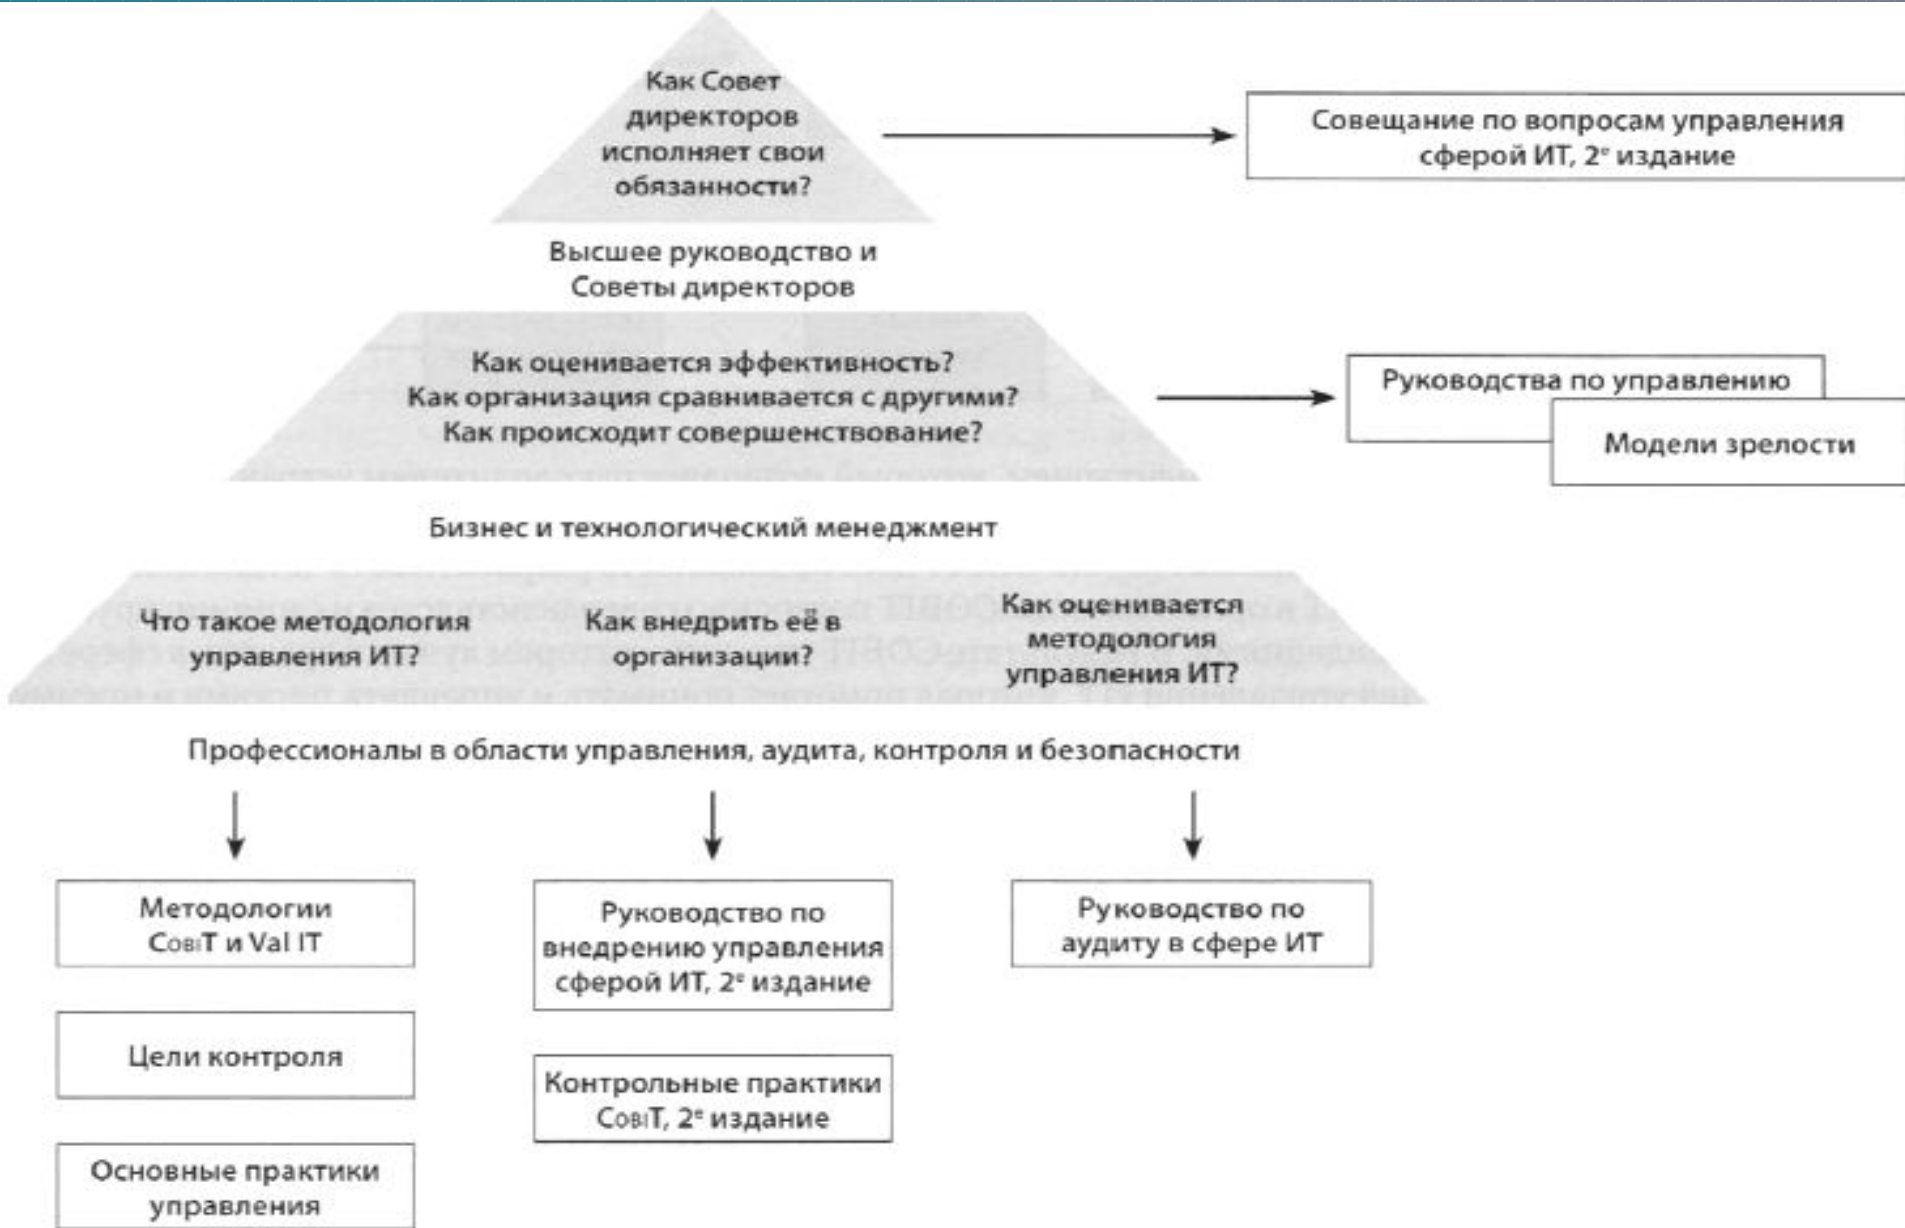 Как Совет
директоров
исполняет свои
обязанности?
Совещание по вопросам управления
сферой ИТ, 2е издание
Высшее руководство и
Советы директоров
Как оценивается эффективность?
Как организация сравнивается с другими?
Как происходит совершенствование?
Руководства по управлению
Модели зрелости
Бизнес и технологический менеджмент
Что такое методология
управления ИТ?
Как внедрить её в
организации?
Как оценивается
методология
управления ИТ?
Профессионалы в области управления, аудита, контроля и безопасности
Методологии
COBIT и Val IT
Цели контроля
Основные практики
управления
Руководство по
внедрению управления
сферой ИТ, 2е издание
Контрольные практики
COBIT, 2е издание
Руководство по
аудиту в сфере ИТ